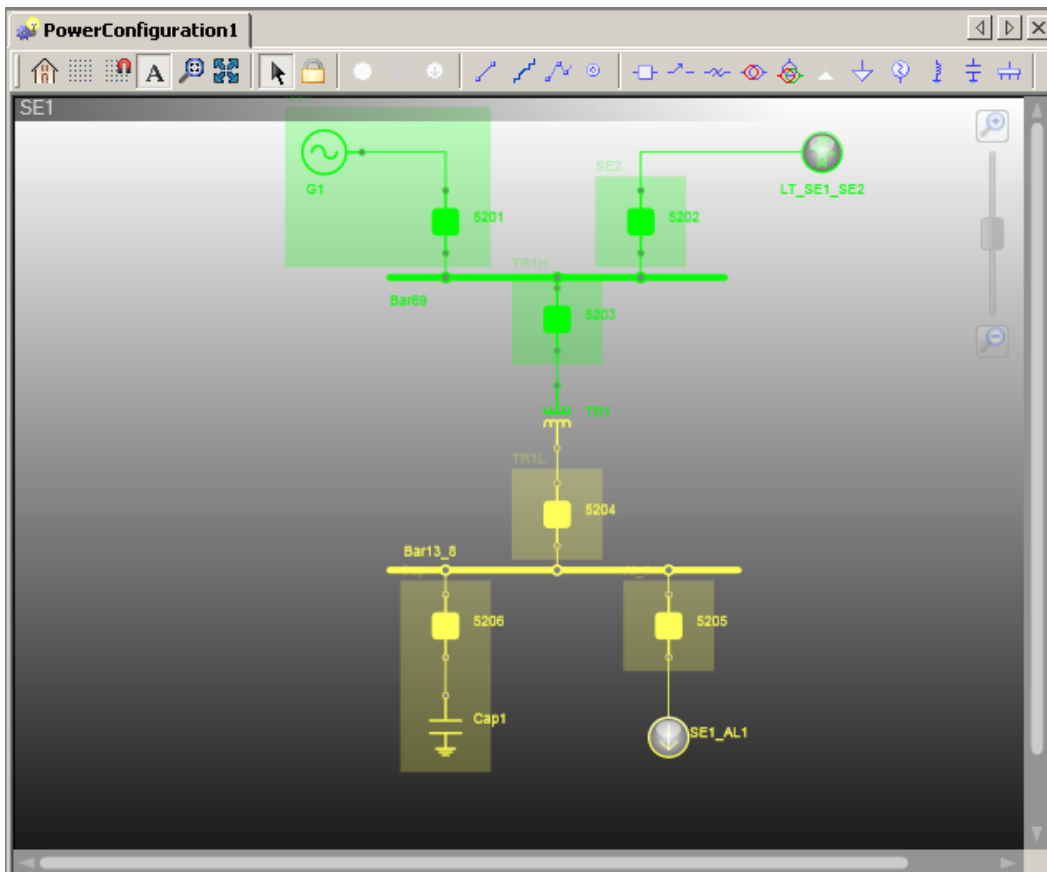 PowerConfiguration1
A
SE1
SE2
G1
LT_SE1_SE2
5201
5202
TR1H
Bar69
5203
TR1
TR1L
5204
Bar13_8
5206
5205
Cap1
SE1_AL1